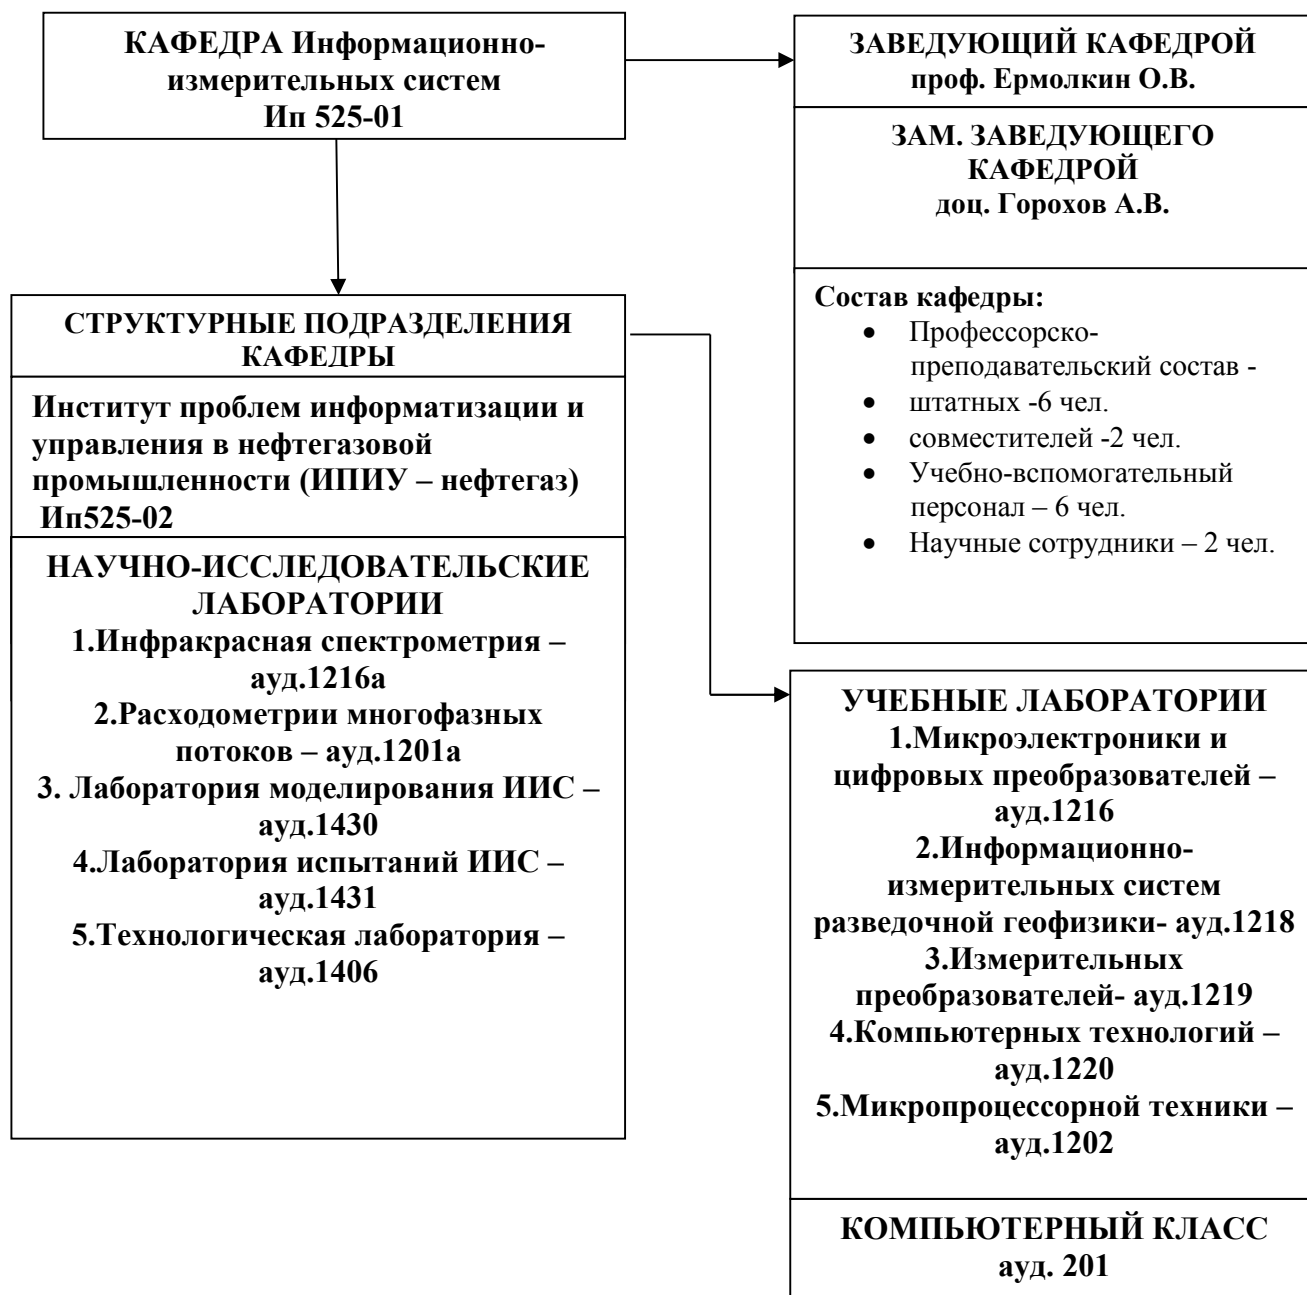 КАФЕДРА Информационно-
измерительных систем
Ип 525-01
ЗАВЕДУЮЩИЙ КАФЕДРОЙ
проф. Ермолкин О.В.
ЗАМ. ЗАВЕДУЮЩЕГО
КАФЕДРОЙ
доц. Горохов А.В.
Состав кафедры:
• Профессорско-
преподавательский состав -
• штатных -6 чел.
• совместителей -2 чел.
• Учебно-вспомогательный
персонал – 6 чел.
• Научные сотрудники – 2 чел.
СТРУКТУРНЫЕ ПОДРАЗДЕЛЕНИЯ
КАФЕДРЫ
Институт проблем информатизации и
управления в нефтегазовой
промышленности (ИПИУ – нефтегаз)
Ип525-02
НАУЧНО-ИССЛЕДОВАТЕЛЬСКИЕ
ЛАБОРАТОРИИ
1.Инфракрасная спектрометрия –
ауд.1216а
2.Расходометрии многофазных
потоков – ауд.1201а
3. Лаборатория моделирования ИИС –
ауд.1430
4.Лаборатория испытаний ИИС –
ауд.1431
5.Технологическая лаборатория –
ауд.1406
УЧЕБНЫЕ ЛАБОРАТОРИИ
1.Микроэлектроники и
цифровых преобразователей –
ауд.1216
2.Информационно-
измерительных систем
разведочной геофизики- ауд.1218
3.Измерительных
преобразователей- ауд.1219
4.Компьютерных технологий –
ауд.1220
5.Микропроцессорной техники –
ауд.1202
КОМПЬЮТЕРНЫЙ КЛАСС
ауд. 201